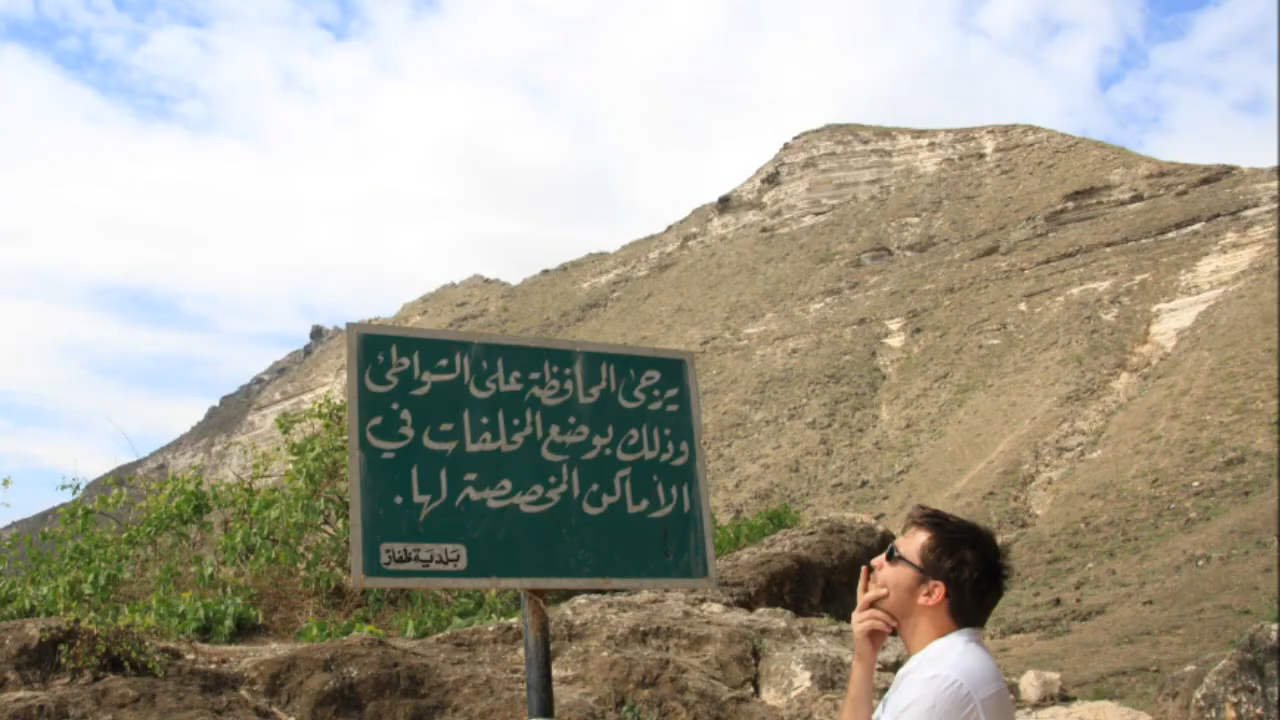 يرجى المحافظة على الشواطئ
وذلك بوضع المخلفات في
الأماكن المخصصة لها.
بلدية ظفار